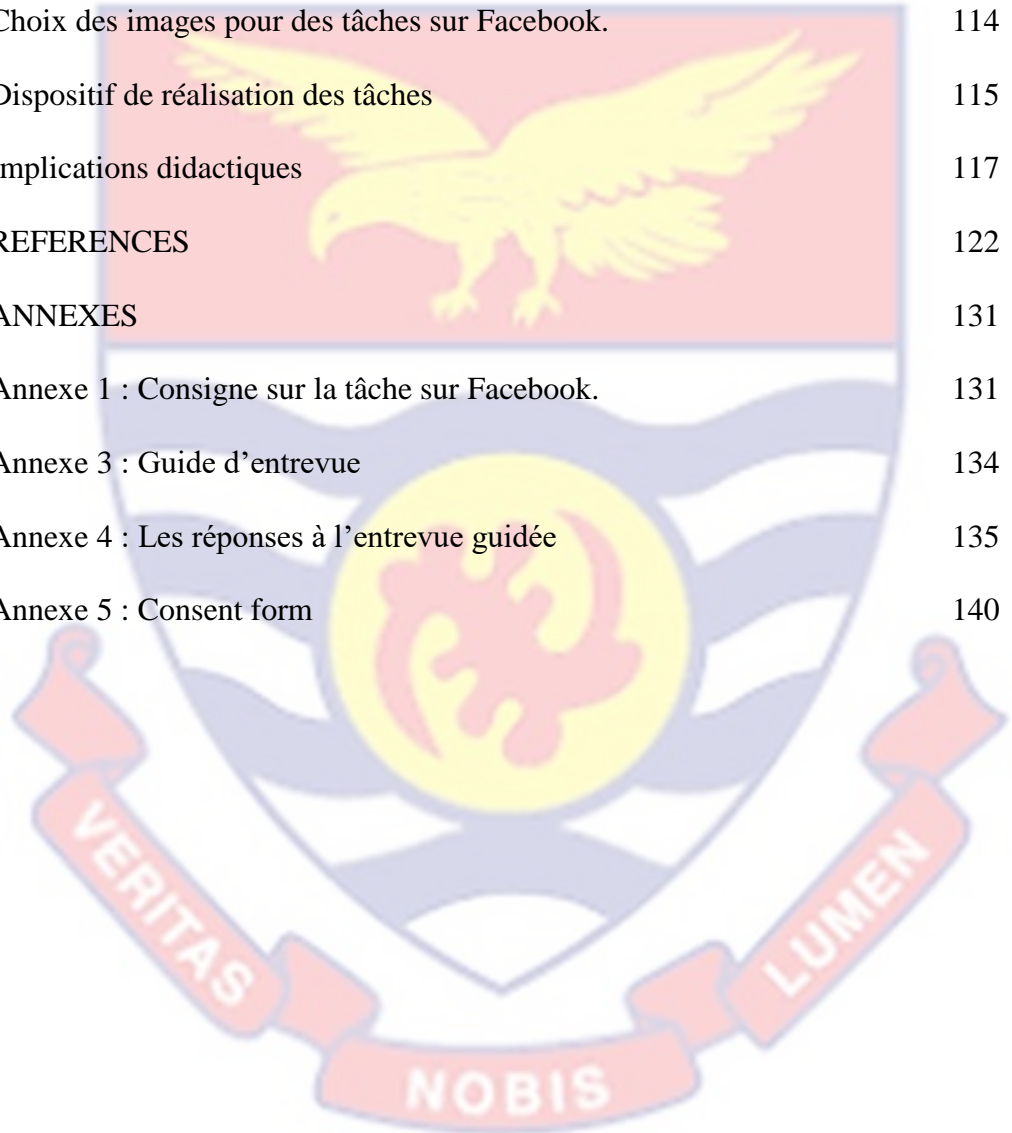 Choix des images pour des tâches sur Facebook. 114
Dispositif de réalisation des tâches 115
Implications didactiques 117
REFERENCES 122
ANNEXES 131
Annexe 1 : Consigne sur la tâche sur Facebook. 131
Annexe 3 : Guide d’entrevue 134
Annexe 4 : Les réponses à l’entrevue guidée 135
Annexe 5 : Consent form 140
VERITAS
NOBIS
LUMEN